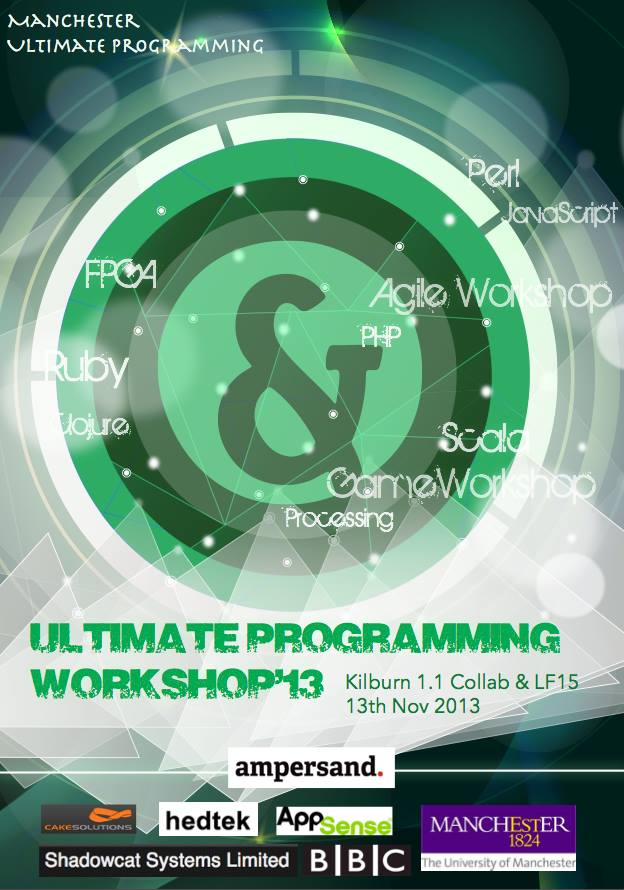 Manchester
Ultimate Programming
Perl
JavaScript
FPGA
Agile Workshop
PHP
Ruby
Clojure
Scala
GameWorkshop
Processing
&
ULTIMATE PROGRAMMING
WORKSHOP'13
Kilburn 1.1 Collab & LF15
13th Nov 2013
ampersand.
CAKESOLUTIONS
hedtek
AppSense
MANCHESTER
1824
The University of Manchester
Shadowcat Systems Limited
BBC